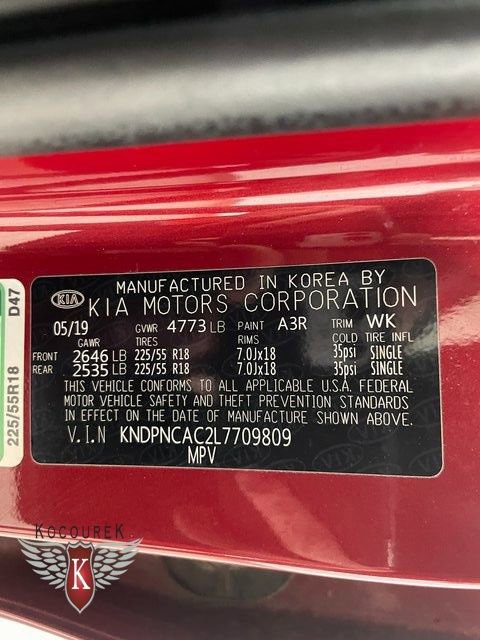 MANUFACTURED IN KOREA BY
KIA KIA MOTORS CORPORATION
05/19 GVWR 4773 LB PAINT A3R TRIM WK
GAWR TIRES RIMS COLD TIRE INFL
FRONT 2646 LB 225/55 R18 7.0Jx18 35psi SINGLE
REAR 2535 LB 225/55 R18 7.0Jx18 35psi SINGLE
THIS VEHICLE CONFORMS TO ALL APPLICABLE U.S.A. FEDERAL
MOTOR VEHICLE SAFETY AND THEFT PREVENTION STANDARDS
IN EFFECT ON THE DATE OF MANUFACTURE SHOWN ABOVE.
V.I.N KNDPNCAC2L7709809
MPV
225/55R18 D47
KOCOUREK
K